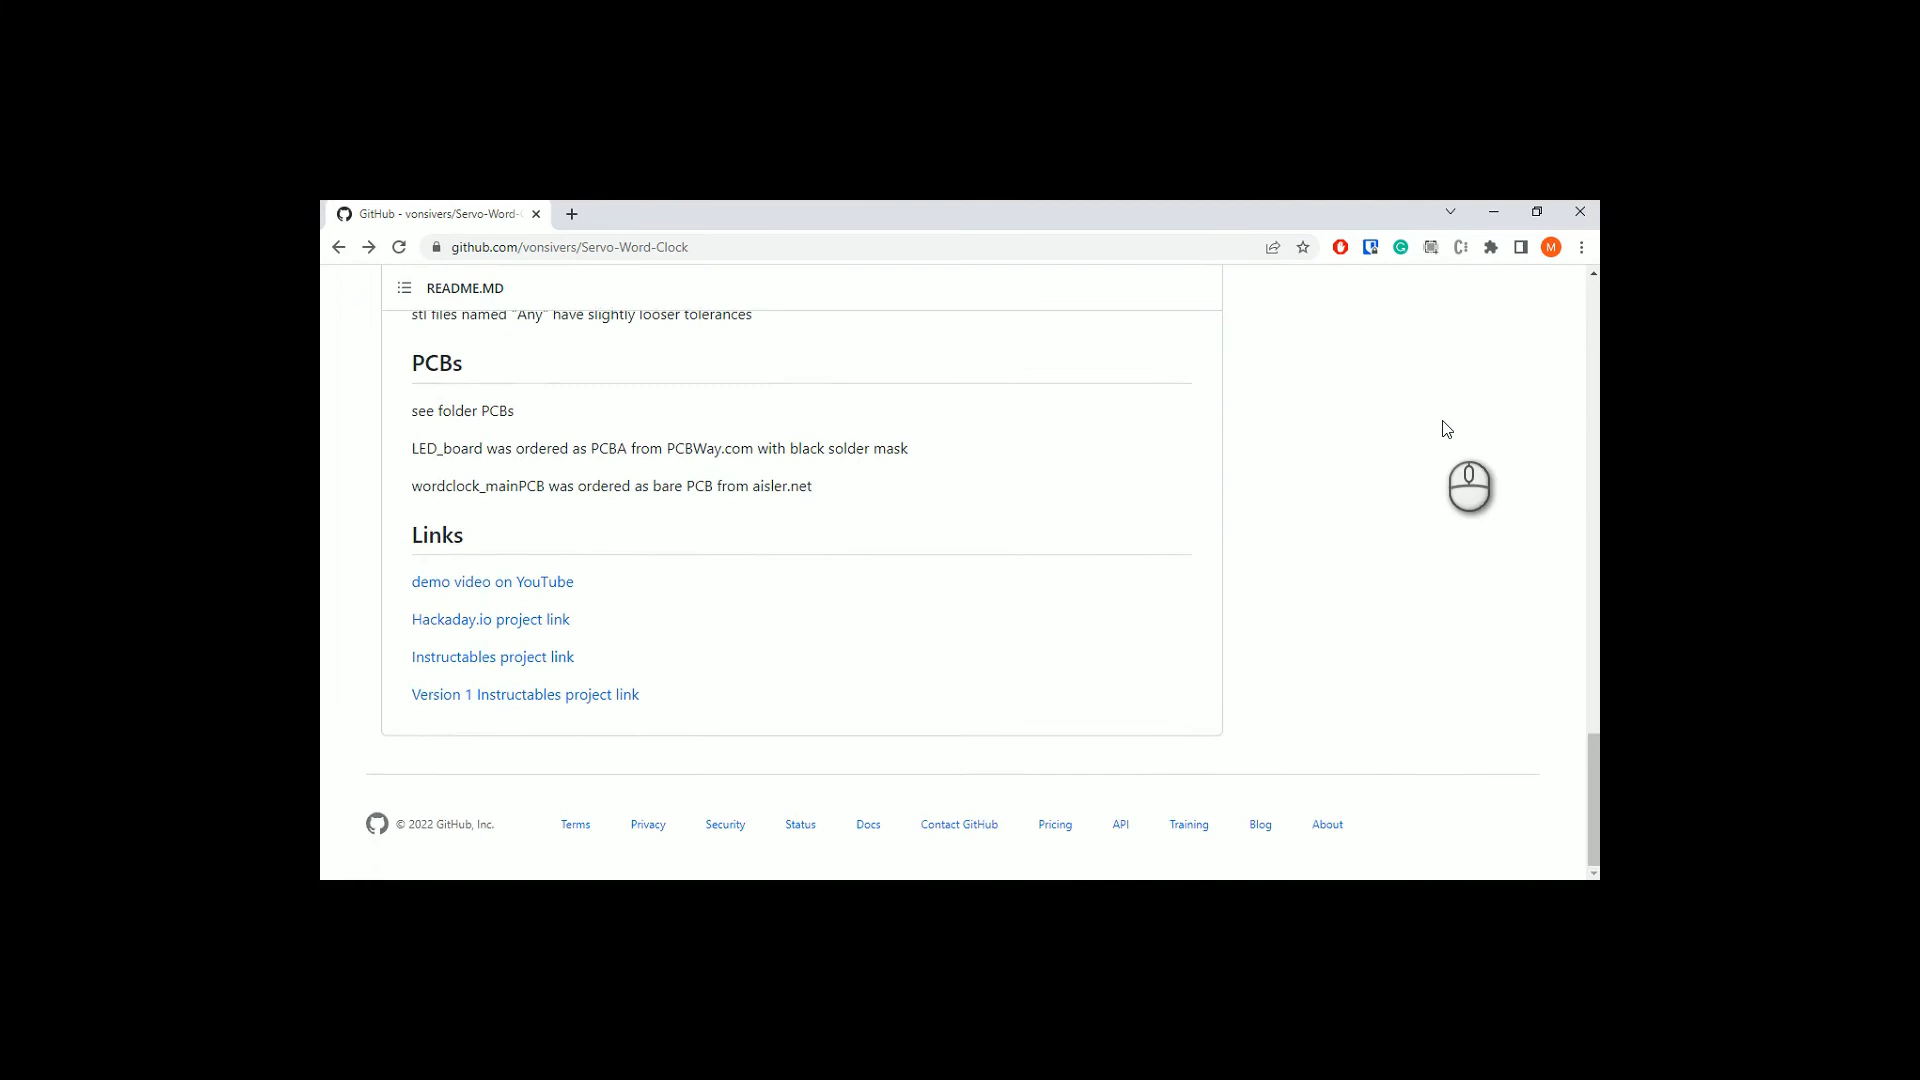 GitHub - vonsivers/Servo-Word-
github.com/vonsivers/Servo-Word-Clock
M
README.MD
stl files named "Any" have slightly looser tolerances
PCBs
see folder PCBs
LED_board was ordered as PCBA from PCBWay.com with black solder mask
wordclock_mainPCB was ordered as bare PCB from aisler.net
Links
demo video on YouTube
Hackaday.io project link
Instructables project link
Version 1 Instructables project link
© 2022 GitHub, Inc. Terms Privacy Security Status Docs Contact GitHub Pricing API Training Blog About